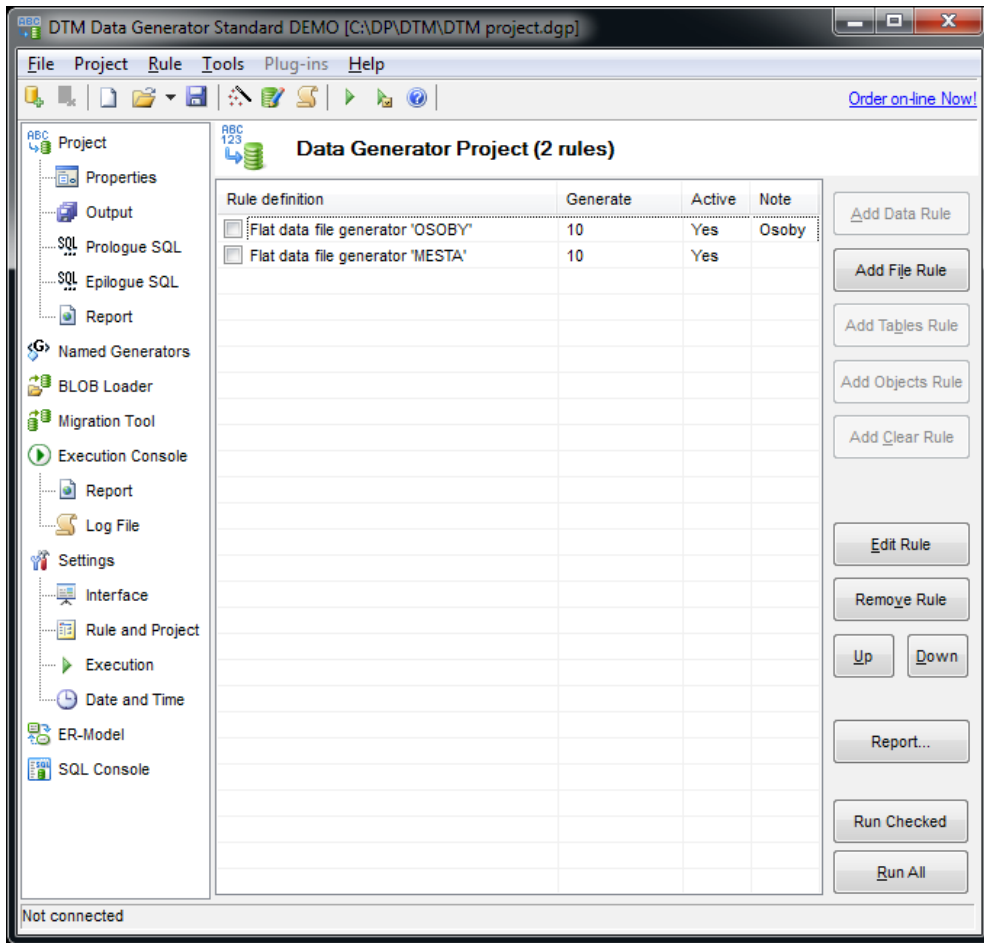 DTM Data Generator Standard DEMO [C:\DP\DTM\DTM project.dgp]
File Project Rule Tools Plug-ins Help
Order on-line Now!
ABC
Project
Properties
Output
SQL Prologue SQL
SQL Epilogue SQL
Report
<G> Named Generators
BLOB Loader
Migration Tool
Execution Console
Report
Log File
Settings
Interface
Rule and Project
Execution
Date and Time
ER-Model
SQL Console
ABC
123
Data Generator Project (2 rules)
Rule definition Generate Active Note
Flat data file generator 'OSOBY' 10 Yes Osoby
Flat data file generator 'MESTA' 10 Yes
Add Data Rule
Add File Rule
Add Tables Rule
Add Objects Rule
Add Clear Rule
Edit Rule
Remove Rule
Up Down
Report...
Run Checked
Run All
Not connected